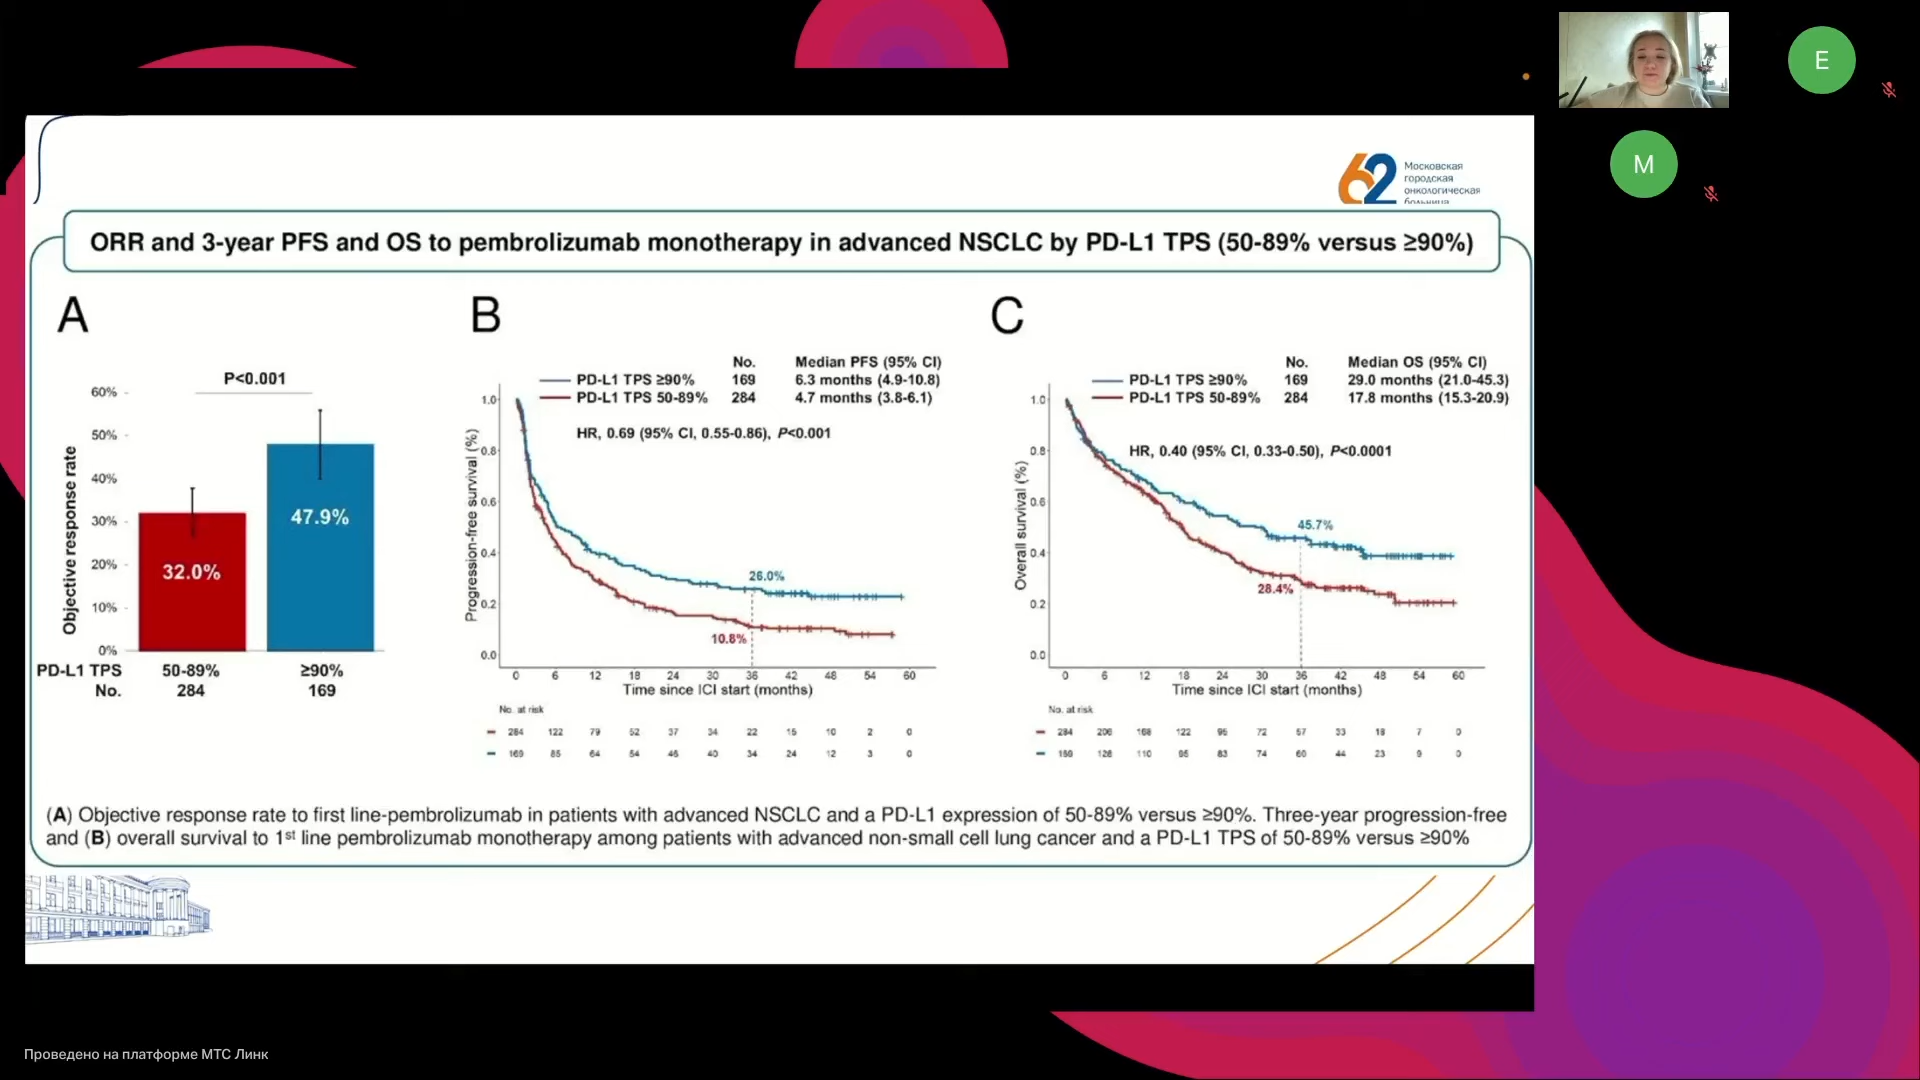 E
M
62
Московская
городская
онкологическая
больница
ORR and 3-year PFS and OS to pembrolizumab monotherapy in advanced NSCLC by PD-L1 TPS (50-89% versus ≥90%)
A
P<0.001
Objective response rate
60%
50%
40%
30%
20%
10%
0%
32.0%
47.9%
PD-L1 TPS 50-89% ≥90%
No. 284 169
B
No. Median PFS (95% CI)
PD-L1 TPS ≥90% 169 6.3 months (4.9-10.8)
PD-L1 TPS 50-89% 284 4.7 months (3.8-6.1)
HR, 0.69 (95% CI, 0.55-0.86), P<0.001
Progression-free survival (%)
1.0
0.8
0.6
0.4
0.2
0.0
26.0%
10.8%
0 6 12 18 24 30 36 42 48 54 60
Time since ICI start (months)
No. at risk
284 122 79 52 37 34 22 15 10 2 0
169 85 64 54 46 40 34 24 12 3 0
C
No. Median OS (95% CI)
PD-L1 TPS ≥90% 169 29.0 months (21.0-45.3)
PD-L1 TPS 50-89% 284 17.8 months (15.3-20.9)
HR, 0.40 (95% CI, 0.33-0.50), P<0.0001
Overall survival (%)
1.0
0.8
0.6
0.4
0.2
0.0
45.7%
28.4%
0 6 12 18 24 30 36 42 48 54 60
Time since ICI start (months)
No. at risk
284 206 168 122 95 72 57 33 18 7 0
169 128 110 95 83 74 60 44 23 9 0
(A) Objective response rate to first line-pembrolizumab in patients with advanced NSCLC and a PD-L1 expression of 50-89% versus ≥90%. Three-year progression-free
and (B) overall survival to 1st line pembrolizumab monotherapy among patients with advanced non-small cell lung cancer and a PD-L1 TPS of 50-89% versus ≥90%
Проведено на платформе МТС Линк